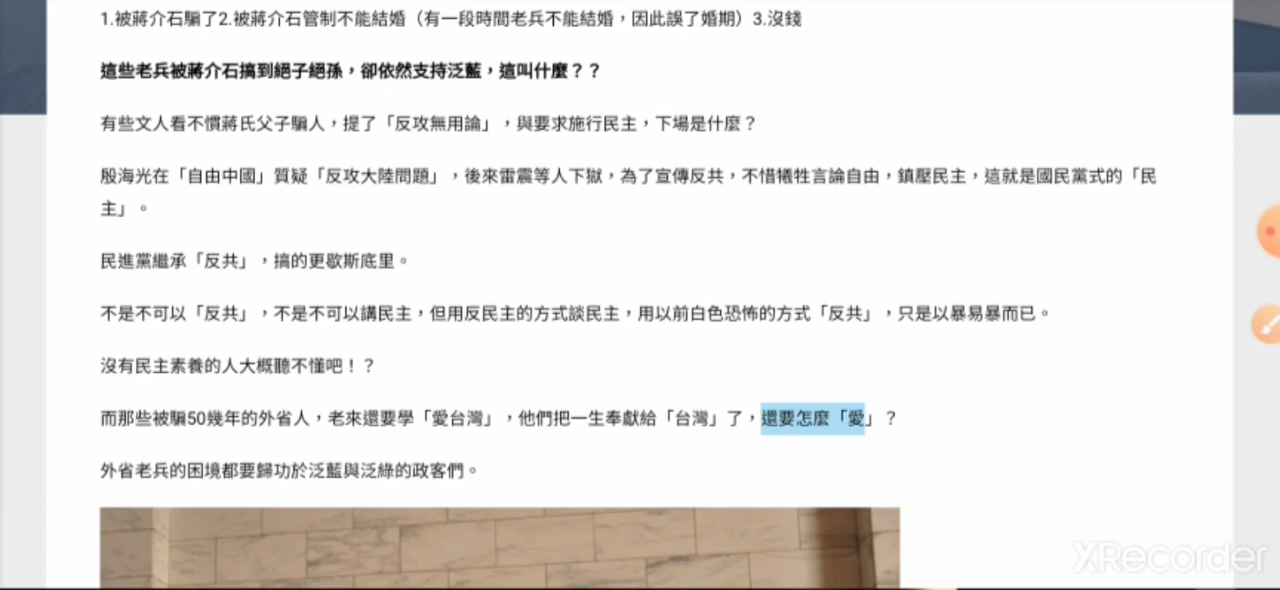 1.被蔣介石騙了2.被蔣介石管制不能結婚（有一段時間老兵不能結婚，因此誤了婚期）3.沒錢
這些老兵被蔣介石搞到絕子絕孫，卻依然支持泛藍，這叫什麼？？
有些文人看不慣蔣氏父子騙人，提了「反攻無用論」，與要求施行民主，下場是什麼？
殷海光在「自由中國」質疑「反攻大陸問題」，後來雷震等人下獄，為了宣傳反共，不惜犧牲言論自由，鎮壓民主，這就是國民黨式的「民
主」。
民進黨繼承「反共」，搞的更歇斯底里。
不是不可以「反共」，不是不可以講民主，但用反民主的方式談民主，用以前白色恐怖的方式「反共」，只是以暴易暴而已。
沒有民主素養的人大概聽不懂吧！？
而那些被騙50幾年的外省人，老來還要學「愛台灣」，他們把一生奉獻給「台灣」了，還要怎麼「愛」？
外省老兵的困境都要歸功於泛藍與泛綠的政客們。
XRecorder